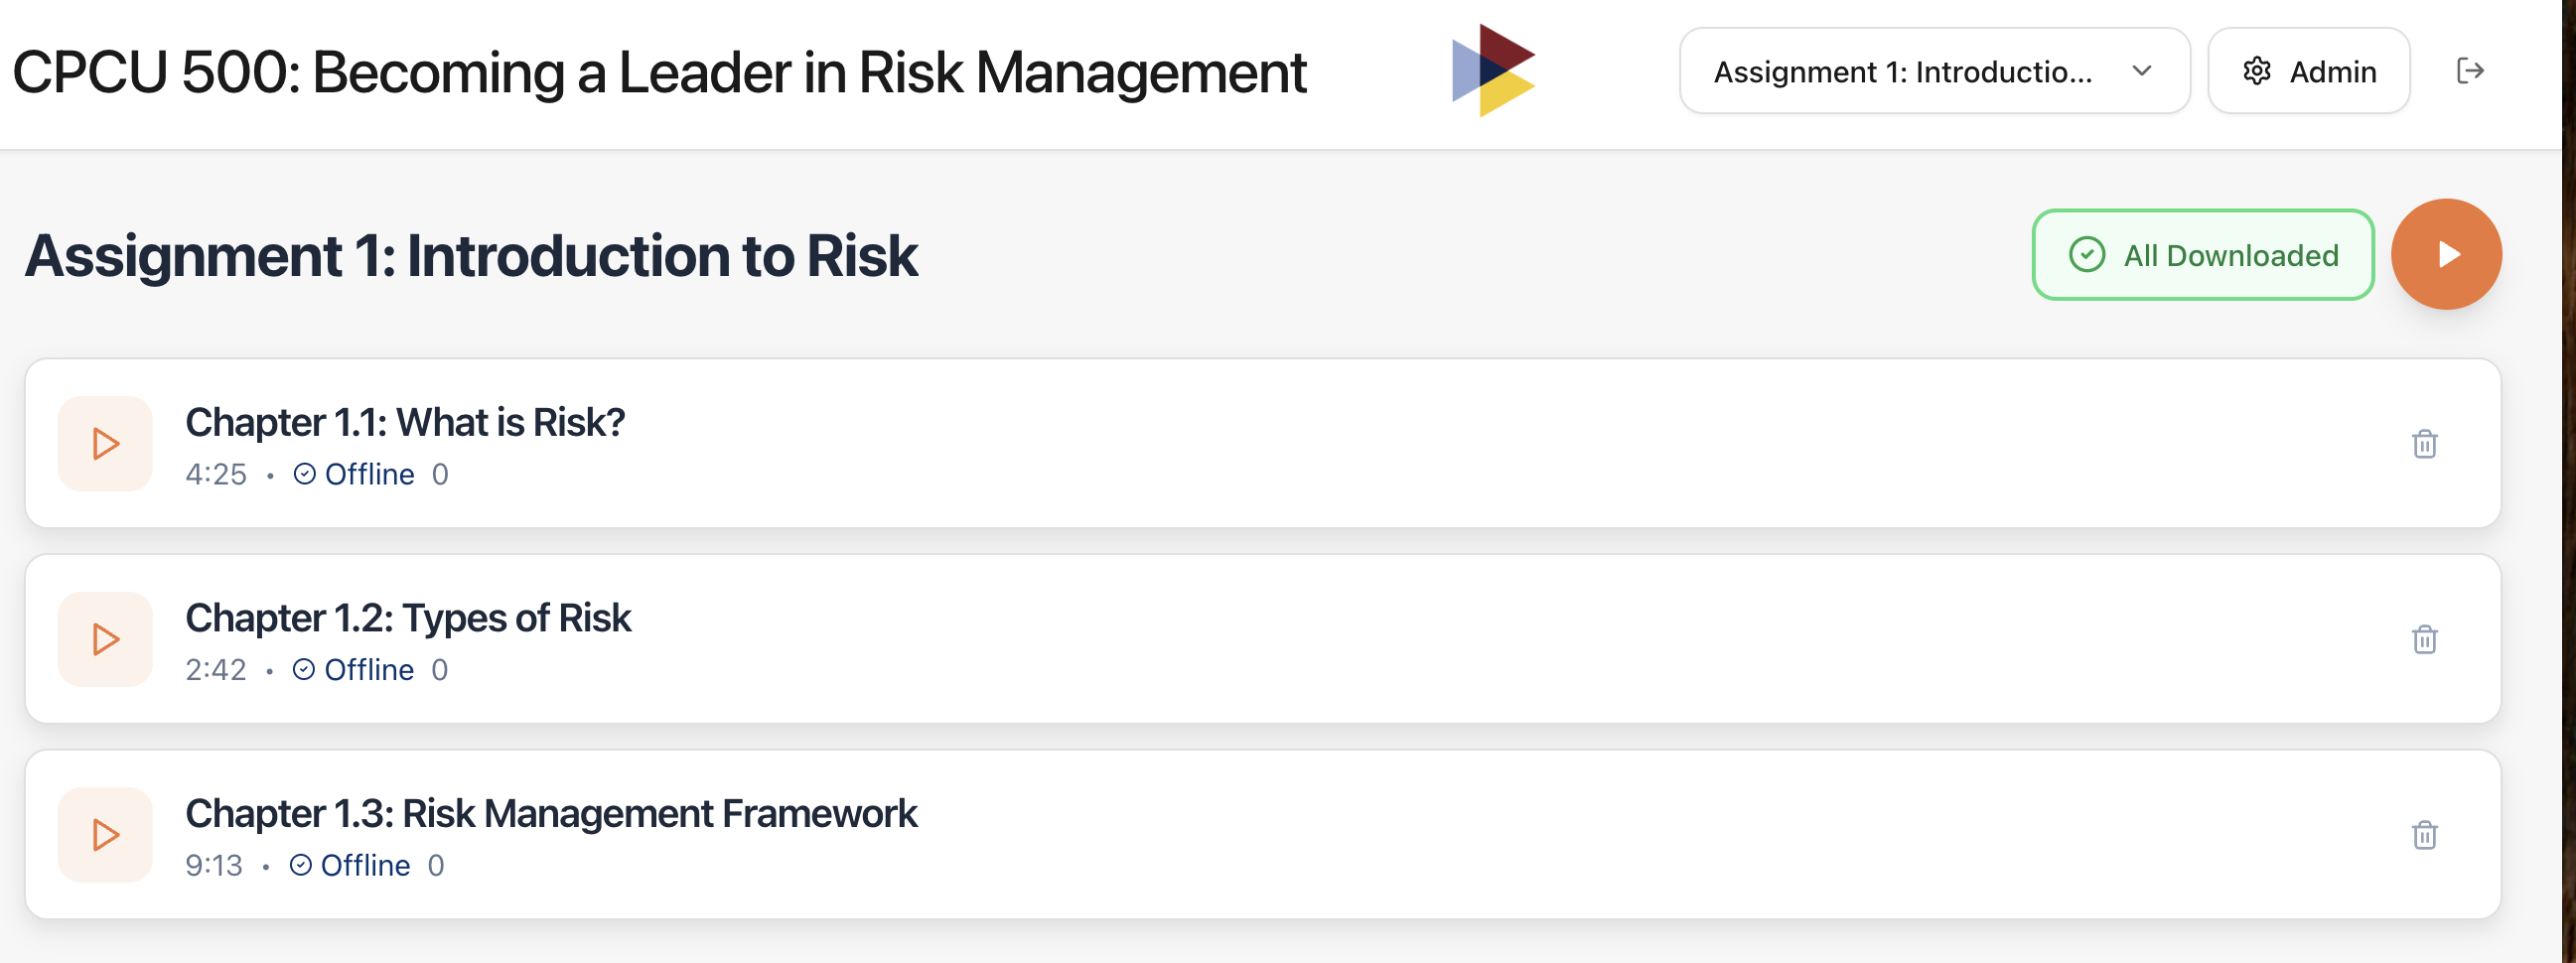 CPCU 500: Becoming a Leader in Risk Management
Assignment 1: Introductio...
Admin
Assignment 1: Introduction to Risk
All Downloaded
Chapter 1.1: What is Risk?
4:25 • Offline 0
Chapter 1.2: Types of Risk
2:42 • Offline 0
Chapter 1.3: Risk Management Framework
9:13 • Offline 0